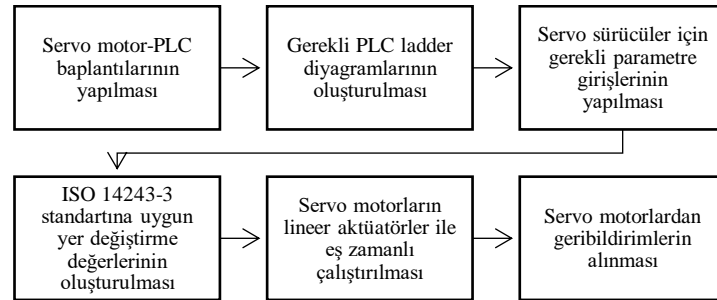 Servo motor-PLC
baplantılarının
yapılması
Gerekli PLC ladder
diyagramlarının
oluşturulması
Servo sürücüler için
gerekli parametre
girişlerinin
yapılması
ISO 14243-3
standartına uygun
yer değiştirme
değerlerinin
oluşturulması
Servo motorların
lineer aktüatörler ile
eş zamanlı
çalıştırılması
Servo motorlardan
geribildirimlerin
alınması